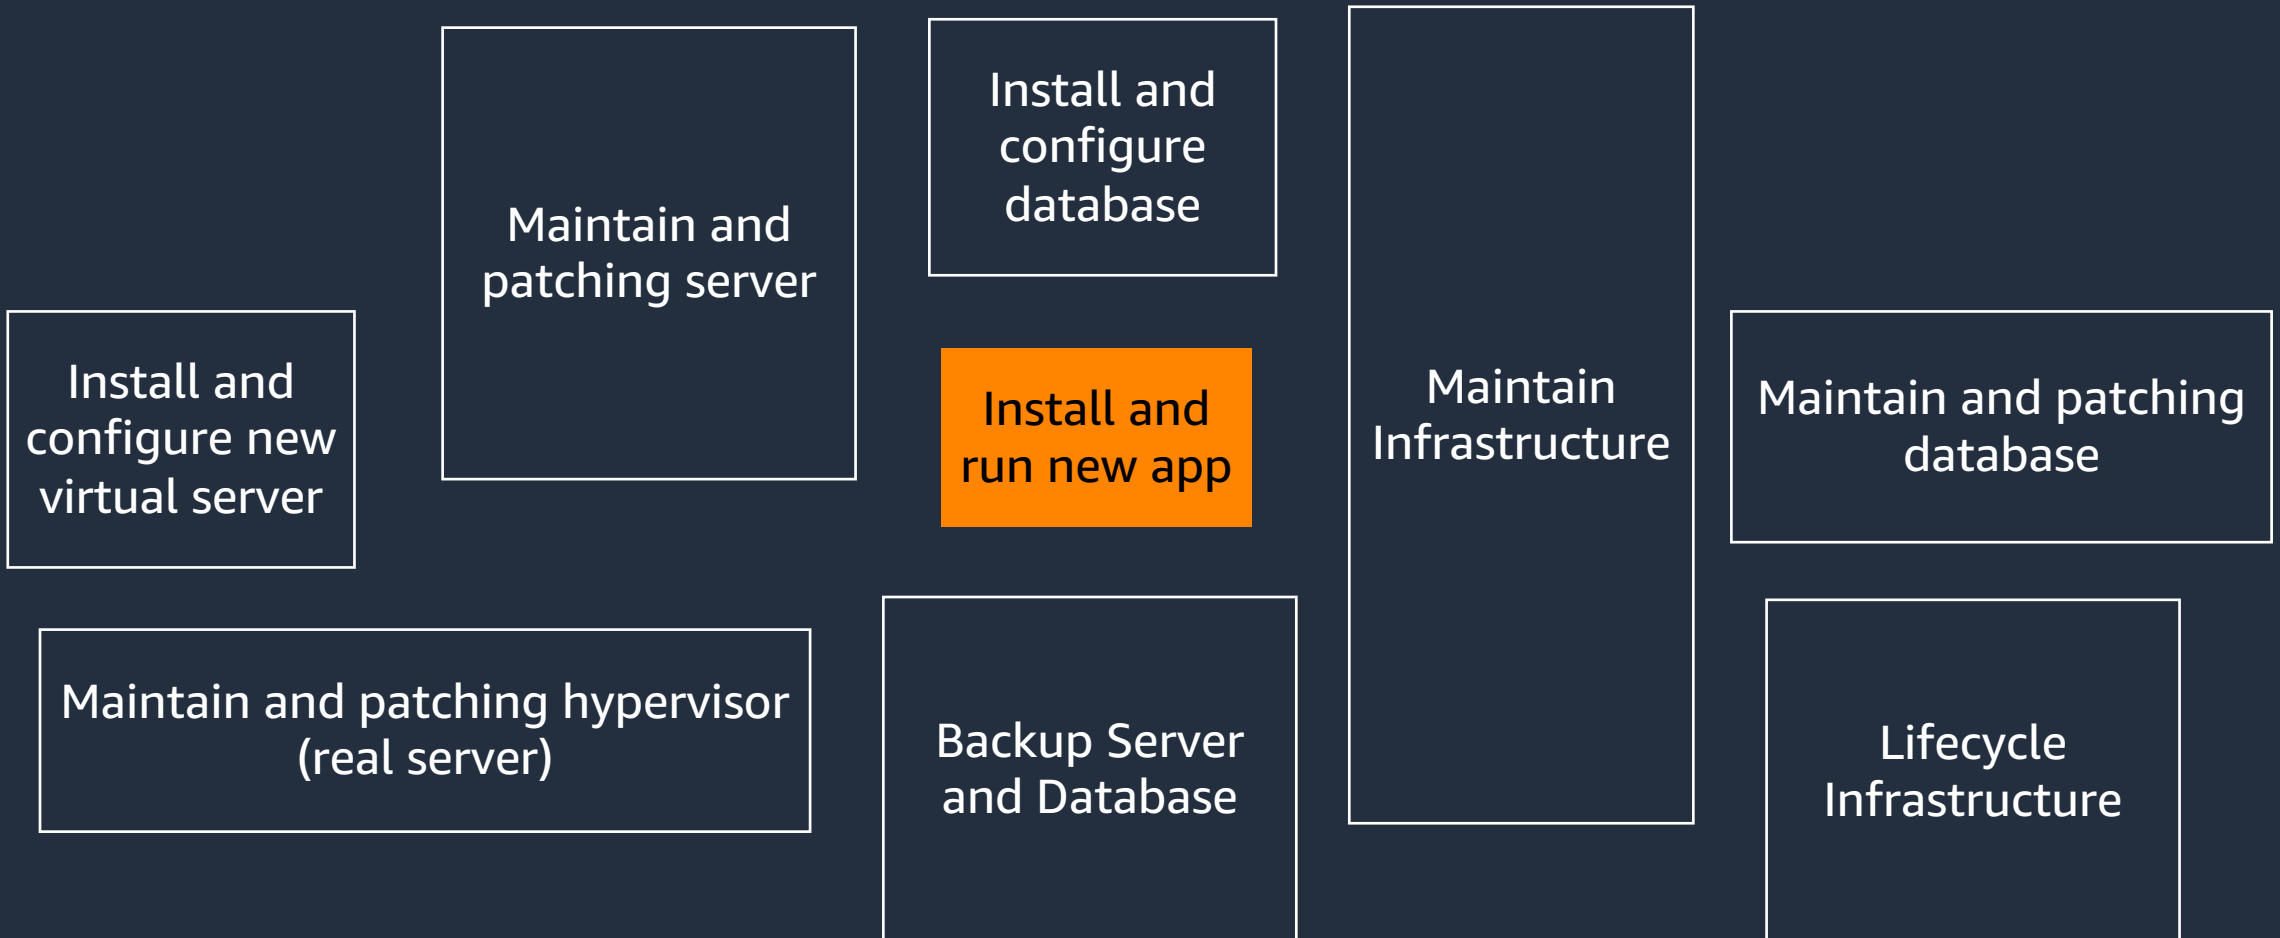 Install and
configure
database
Maintain and
patching server
Install and
configure new
virtual server
Install and
run new app
Maintain
Infrastructure
Maintain and patching
database
Maintain and patching hypervisor
(real server)
Backup Server
and Database
Lifecycle
Infrastructure